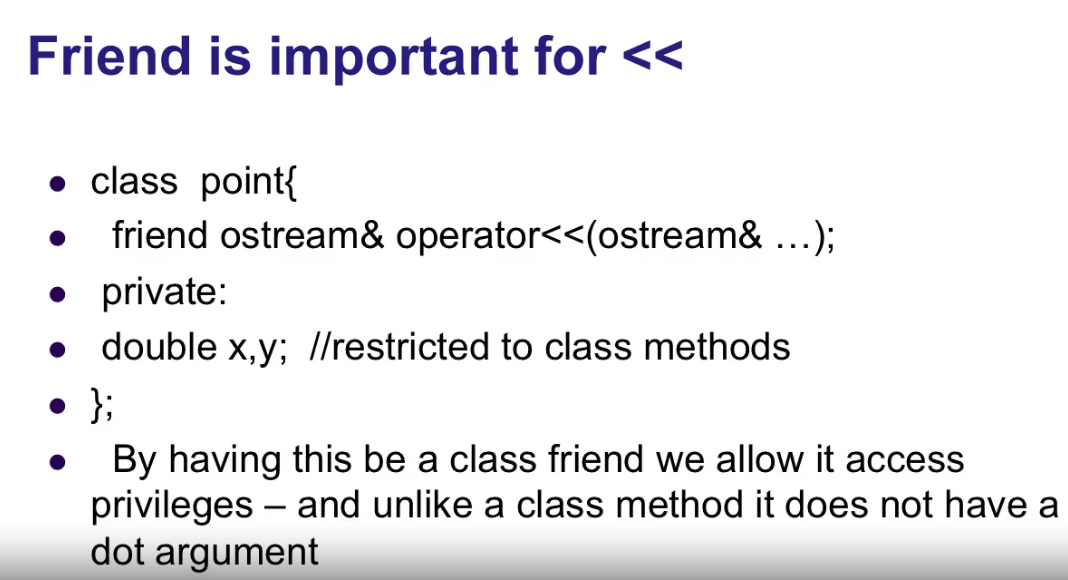 Friend is important for <<
● class  point{
●  friend ostream& operator<<(ostream& …);
● private:
● double x,y;  //restricted to class methods
● };
●  By having this be a class friend we allow it access
privileges – and unlike a class method it does not have a
dot argument